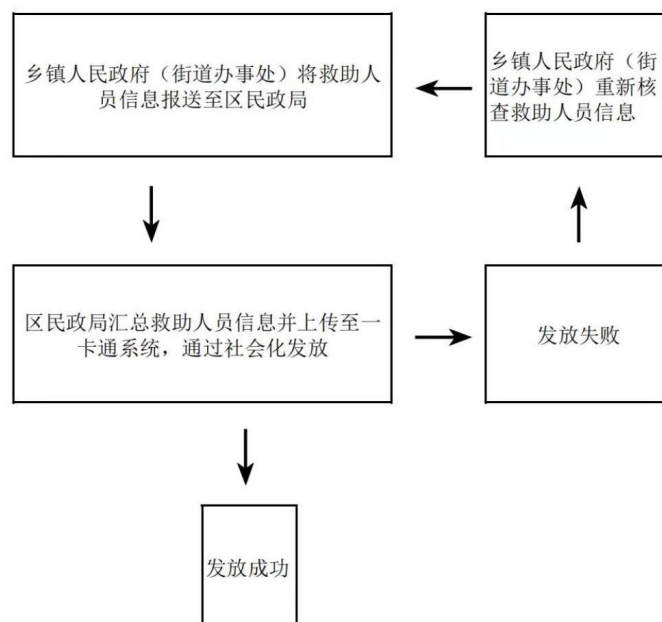 乡镇人民政府（街道办事处）将救助人
员信息报送至区民政局
乡镇人民政府（街
道办事处）重新核
查救助人员信息
区民政局汇总救助人员信息并上传至一
卡通系统，通过社会化发放
发放失败
发放成功